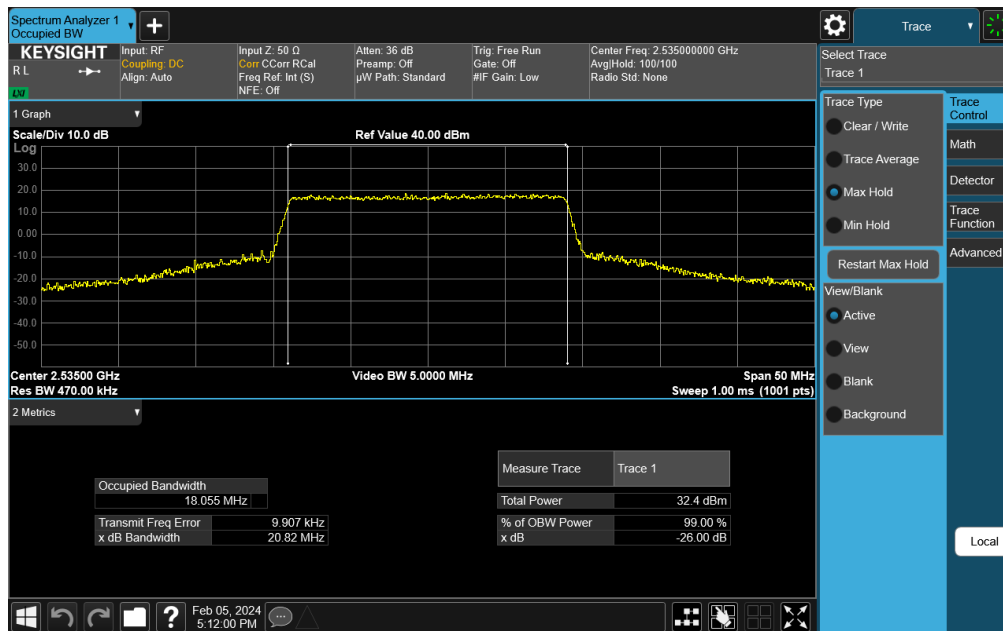 Spectrum Analyzer 1
Occupied BW
KEYSIGHT
R L
LXI
Input: RF
Coupling: DC
Align: Auto
Input Z: 50 Ω
Corr CCorr RCal
Freq Ref: Int (S)
NFE: Off
Atten: 36 dB
Preamp: Off
µW Path: Standard
Trig: Free Run
Gate: Off
#IF Gain: Low
Center Freq: 2.535000000 GHz
Avg|Hold: 100/100
Radio Std: None
1 Graph
Scale/Div 10.0 dB
Ref Value 40.00 dBm
Log
30.0
20.0
10.0
0.00
-10.0
-20.0
-30.0
-40.0
-50.0
Center 2.53500 GHz
Video BW 5.0000 MHz
Span 50 MHz
Res BW 470.00 kHz
Sweep 1.00 ms (1001 pts)
2 Metrics
Occupied Bandwidth
18.055 MHz
Transmit Freq Error 9.907 kHz
x dB Bandwidth 20.82 MHz
Measure Trace Trace 1
Total Power 32.4 dBm
% of OBW Power 99.00 %
x dB -26.00 dB
Feb 05, 2024
5:12:00 PM
Trace
Select Trace
Trace 1
Trace Type
Clear / Write
Trace Average
Max Hold
Min Hold
Restart Max Hold
View/Blank
Active
View
Blank
Background
Trace
Control
Math
Detector
Trace
Function
Advanced
Local